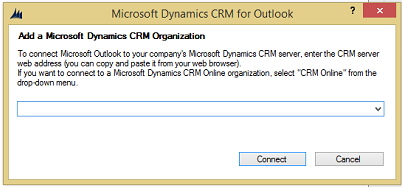 Microsoft Dynamics CRM for Outlook
Add a Microsoft Dynamics CRM Organization
To connect Microsoft Outlook to your company's Microsoft Dynamics CRM server, enter the CRM server
web address (you can copy and paste it from your web browser).
If you want to connect to a Microsoft Dynamics CRM Online organization, select "CRM Online" from the
drop-down menu.
Connect
Cancel